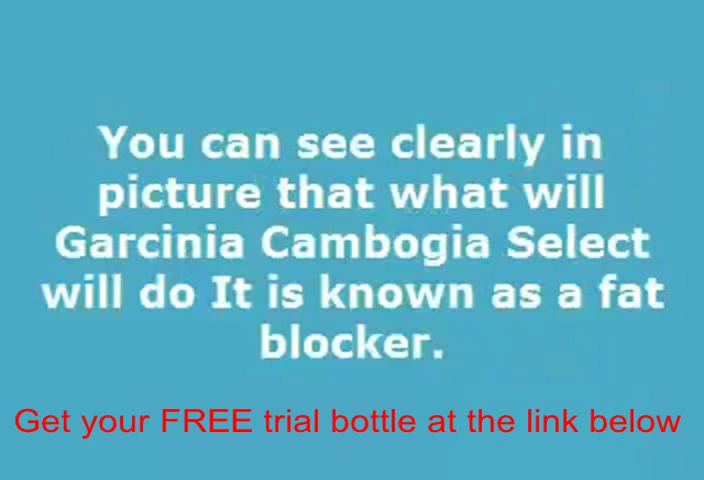 You can see clearly in
picture that what will
Garcinia Cambogia Select
will do It is known as a fat
blocker.
Get your FREE trial bottle at the link below